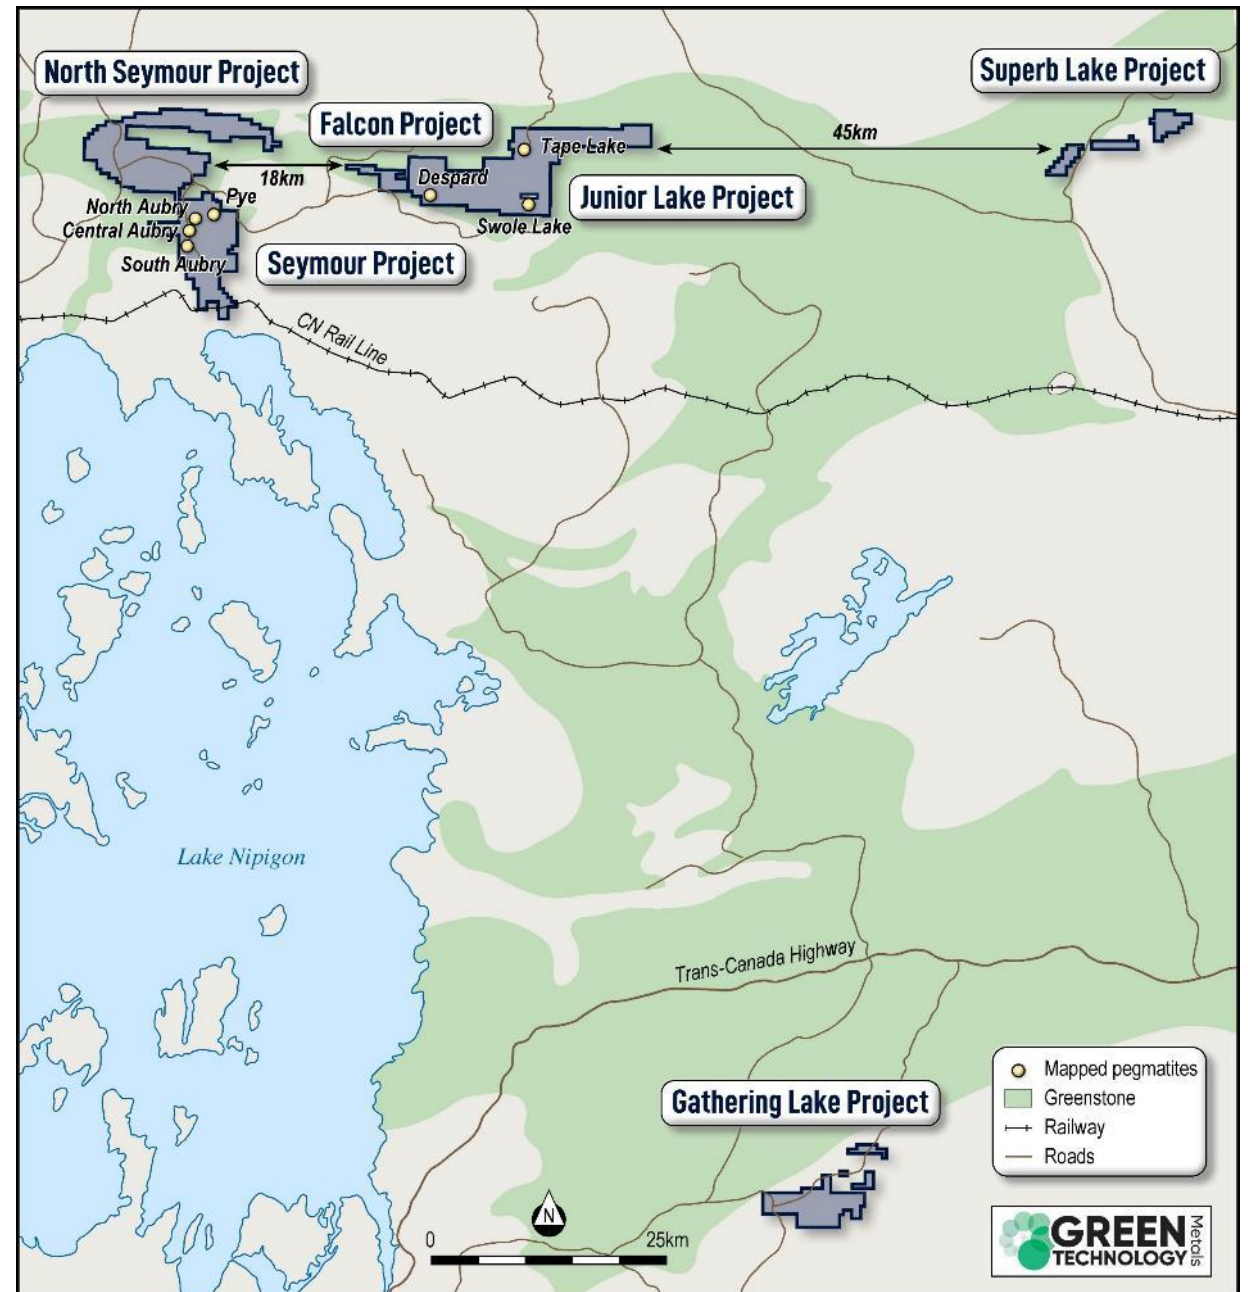 North Seymour Project
Superb Lake Project
Falcon Project
45km
Tape Lake
18km
Despard
Junior Lake Project
Pye
North Aubry
Swole Lake
Central Aubry
South Aubry
Seymour Project
CN Rail Line
Lake Nipigon
Trans-Canada Highway
Mapped pegmatites
Greenstone
Railway
Roads
Gathering Lake Project
N
0 25km
GREEN
TECHNOLOGY
Metals